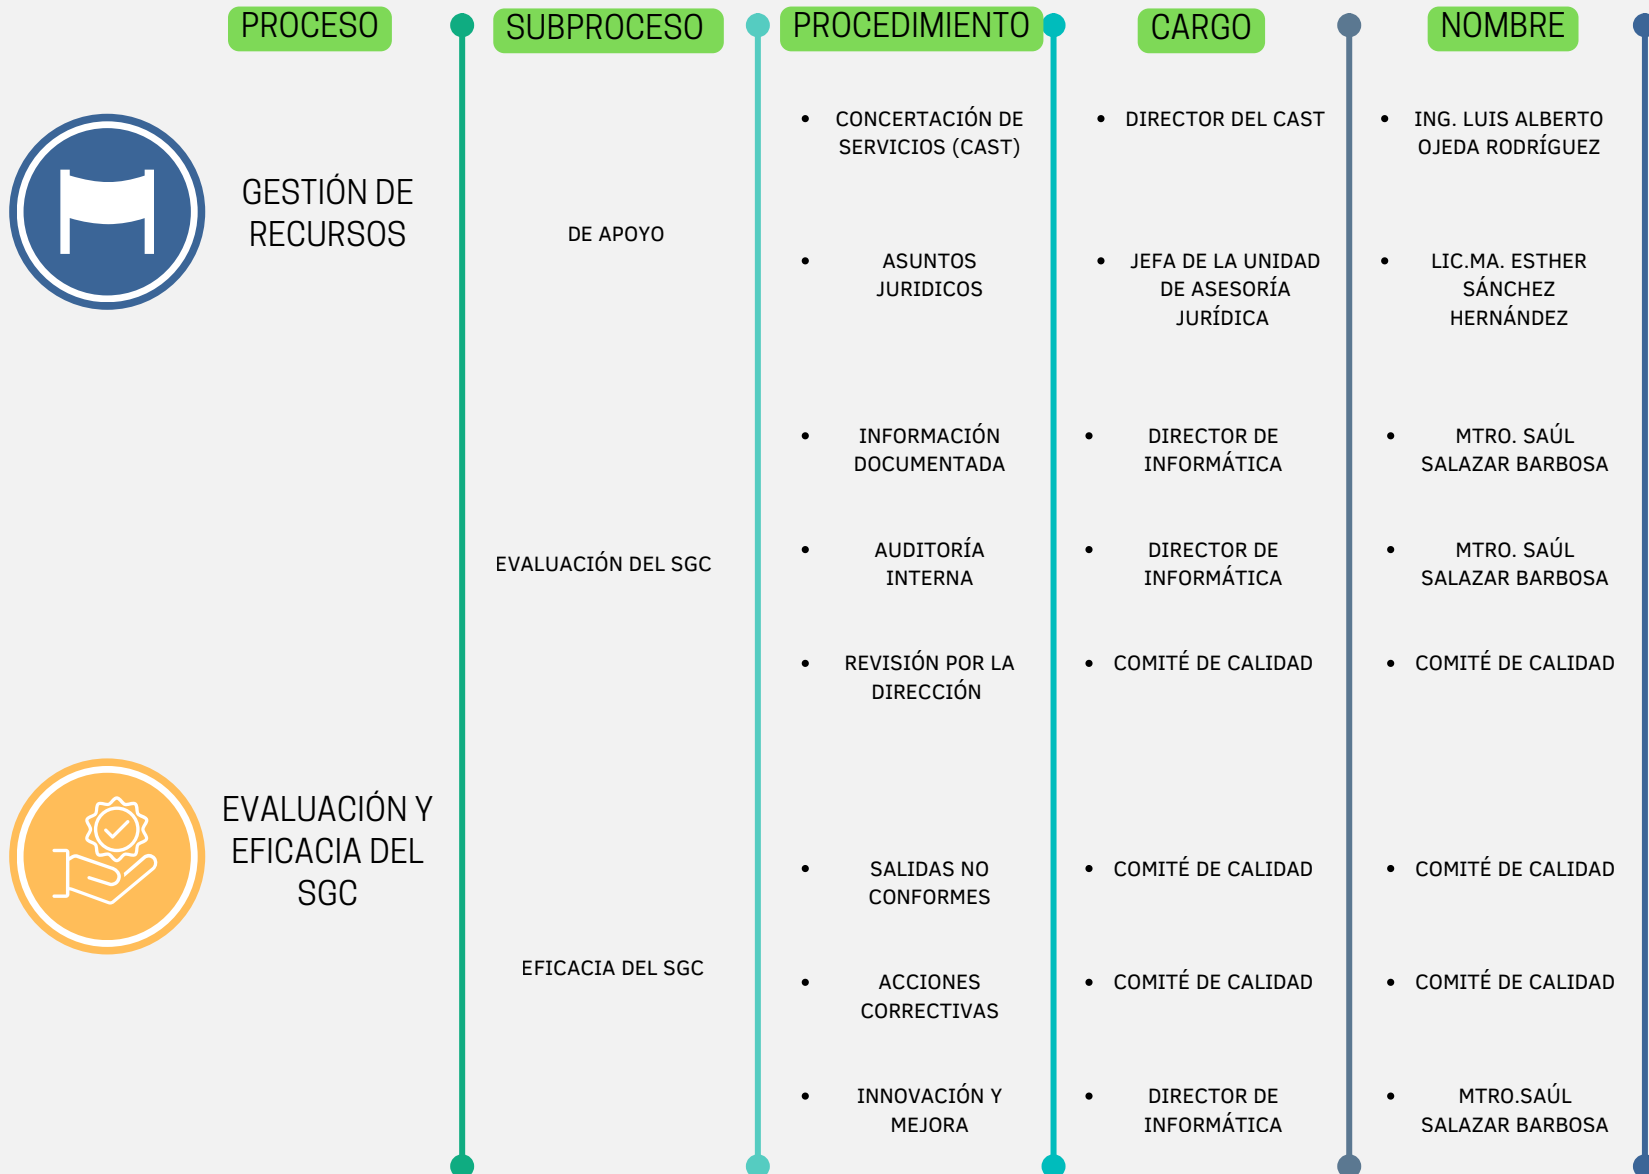 PROCESO
SUBPROCESO
PROCEDIMIENTO
CARGO
NOMBRE
GESTIÓN DE
RECURSOS
DE APOYO
• CONCERTACIÓN DE
SERVICIOS (CAST)
• DIRECTOR DEL CAST
• ING. LUIS ALBERTO
OJEDA RODRÍGUEZ
• ASUNTOS
JURIDICOS
• JEFA DE LA UNIDAD
DE ASESORÍA
JURÍDICA
• LIC.MA. ESTHER
SÁNCHEZ
HERNÁNDEZ
EVALUACIÓN Y
EFICACIA DEL
SGC
EVALUACIÓN DEL SGC
• INFORMACIÓN
DOCUMENTADA
• DIRECTOR DE
INFORMÁTICA
• MTRO. SAÚL
SALAZAR BARBOSA
• AUDITORÍA
INTERNA
• DIRECTOR DE
INFORMÁTICA
• MTRO. SAÚL
SALAZAR BARBOSA
• REVISIÓN POR LA
DIRECCIÓN
• COMITÉ DE CALIDAD
• COMITÉ DE CALIDAD
EFICACIA DEL SGC
• SALIDAS NO
CONFORMES
• COMITÉ DE CALIDAD
• COMITÉ DE CALIDAD
• ACCIONES
CORRECTIVAS
• COMITÉ DE CALIDAD
• COMITÉ DE CALIDAD
• INNOVACIÓN Y
MEJORA
• DIRECTOR DE
INFORMÁTICA
• MTRO.SAÚL
SALAZAR BARBOSA